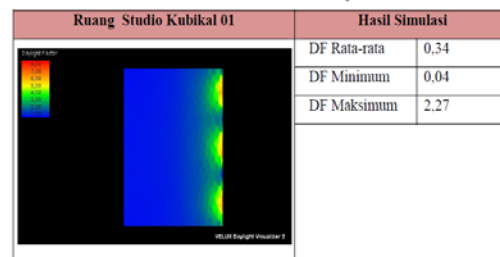 Ruang Studio Kubikal 01
Hasil Simulasi
DF Rata-rata 0,34
DF Minimum 0,04
DF Maksimum 2,27
Daylight Factor
VELUX Daylight Visualizer 2